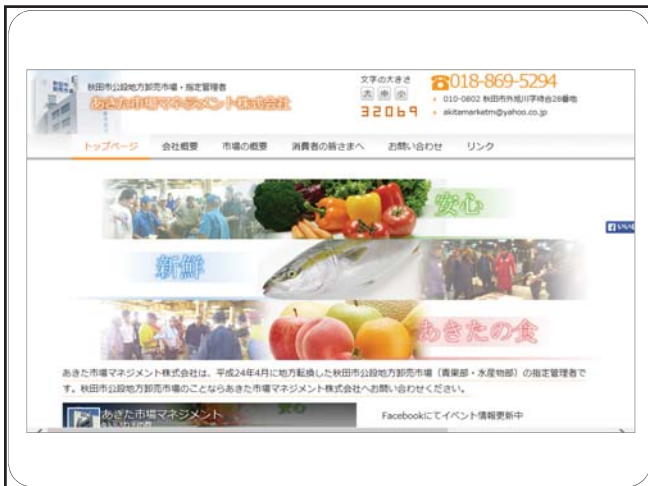 秋田市公設地方卸売市場・指定管理者
あきた市場マネジメント株式会社
文字の大きさ
大 中 小
32069
018-869-5294
010-0802 秋田市外旭川字待合28番地
akitamarketm@yahoo.co.jp
トップページ 会社概要 市場の概要 消費者の皆さまへ お問い合わせ リンク
安心
新鮮
あきたの食
あきた市場マネジメント株式会社は、平成24年4月に地方転換した秋田市公設地方卸売市場（青果部・水産物部）の指定管理者で
す。秋田市公設地方卸売市場のことならあきた市場マネジメント株式会社へお問い合わせください。
あきた市場マネジメント
Facebookにてイベント情報更新中